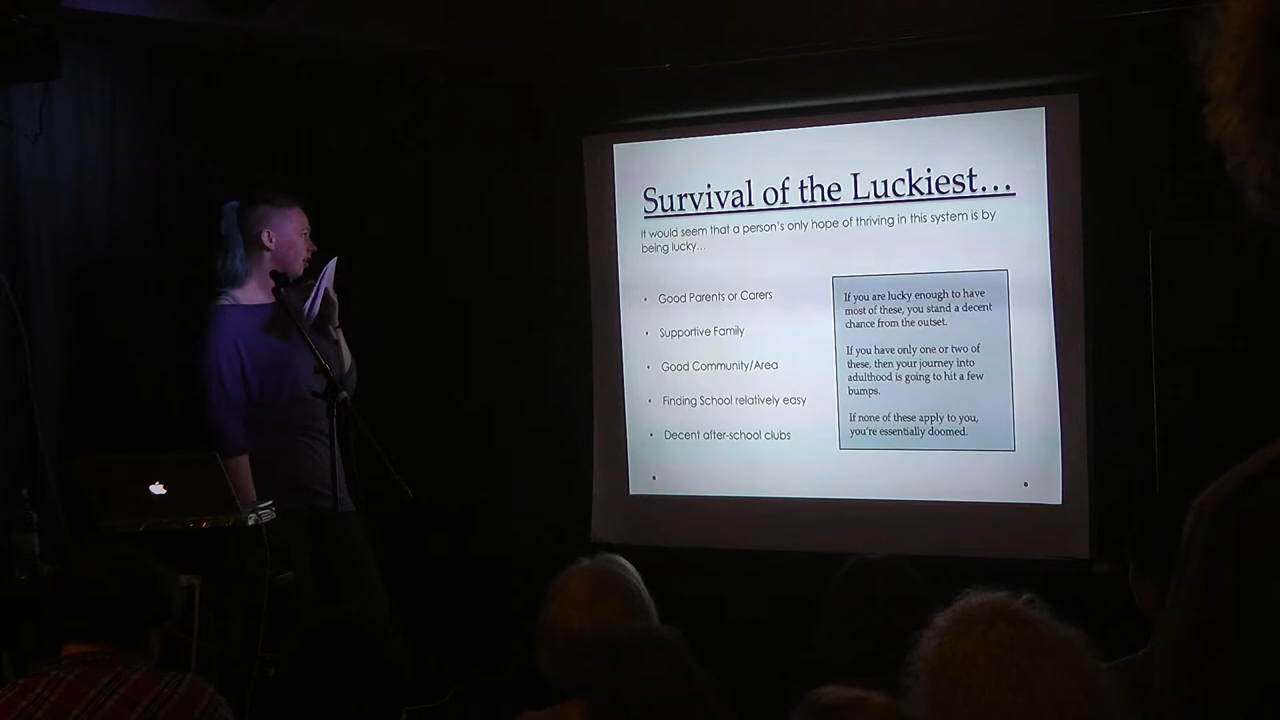 Survival of the Luckiest...
It would seem that a person's only hope of thriving in this system is by
being lucky...
• Good Parents or Carers
• Supportive Family
• Good Community/Area
• Finding School relatively easy
• Decent after-school clubs
If you are lucky enough to have
most of these, you stand a decent
chance from the outset.
If you have only one or two of
these, then your journey into
adulthood is going to hit a few
bumps.
If none of these apply to you,
you're essentially doomed.